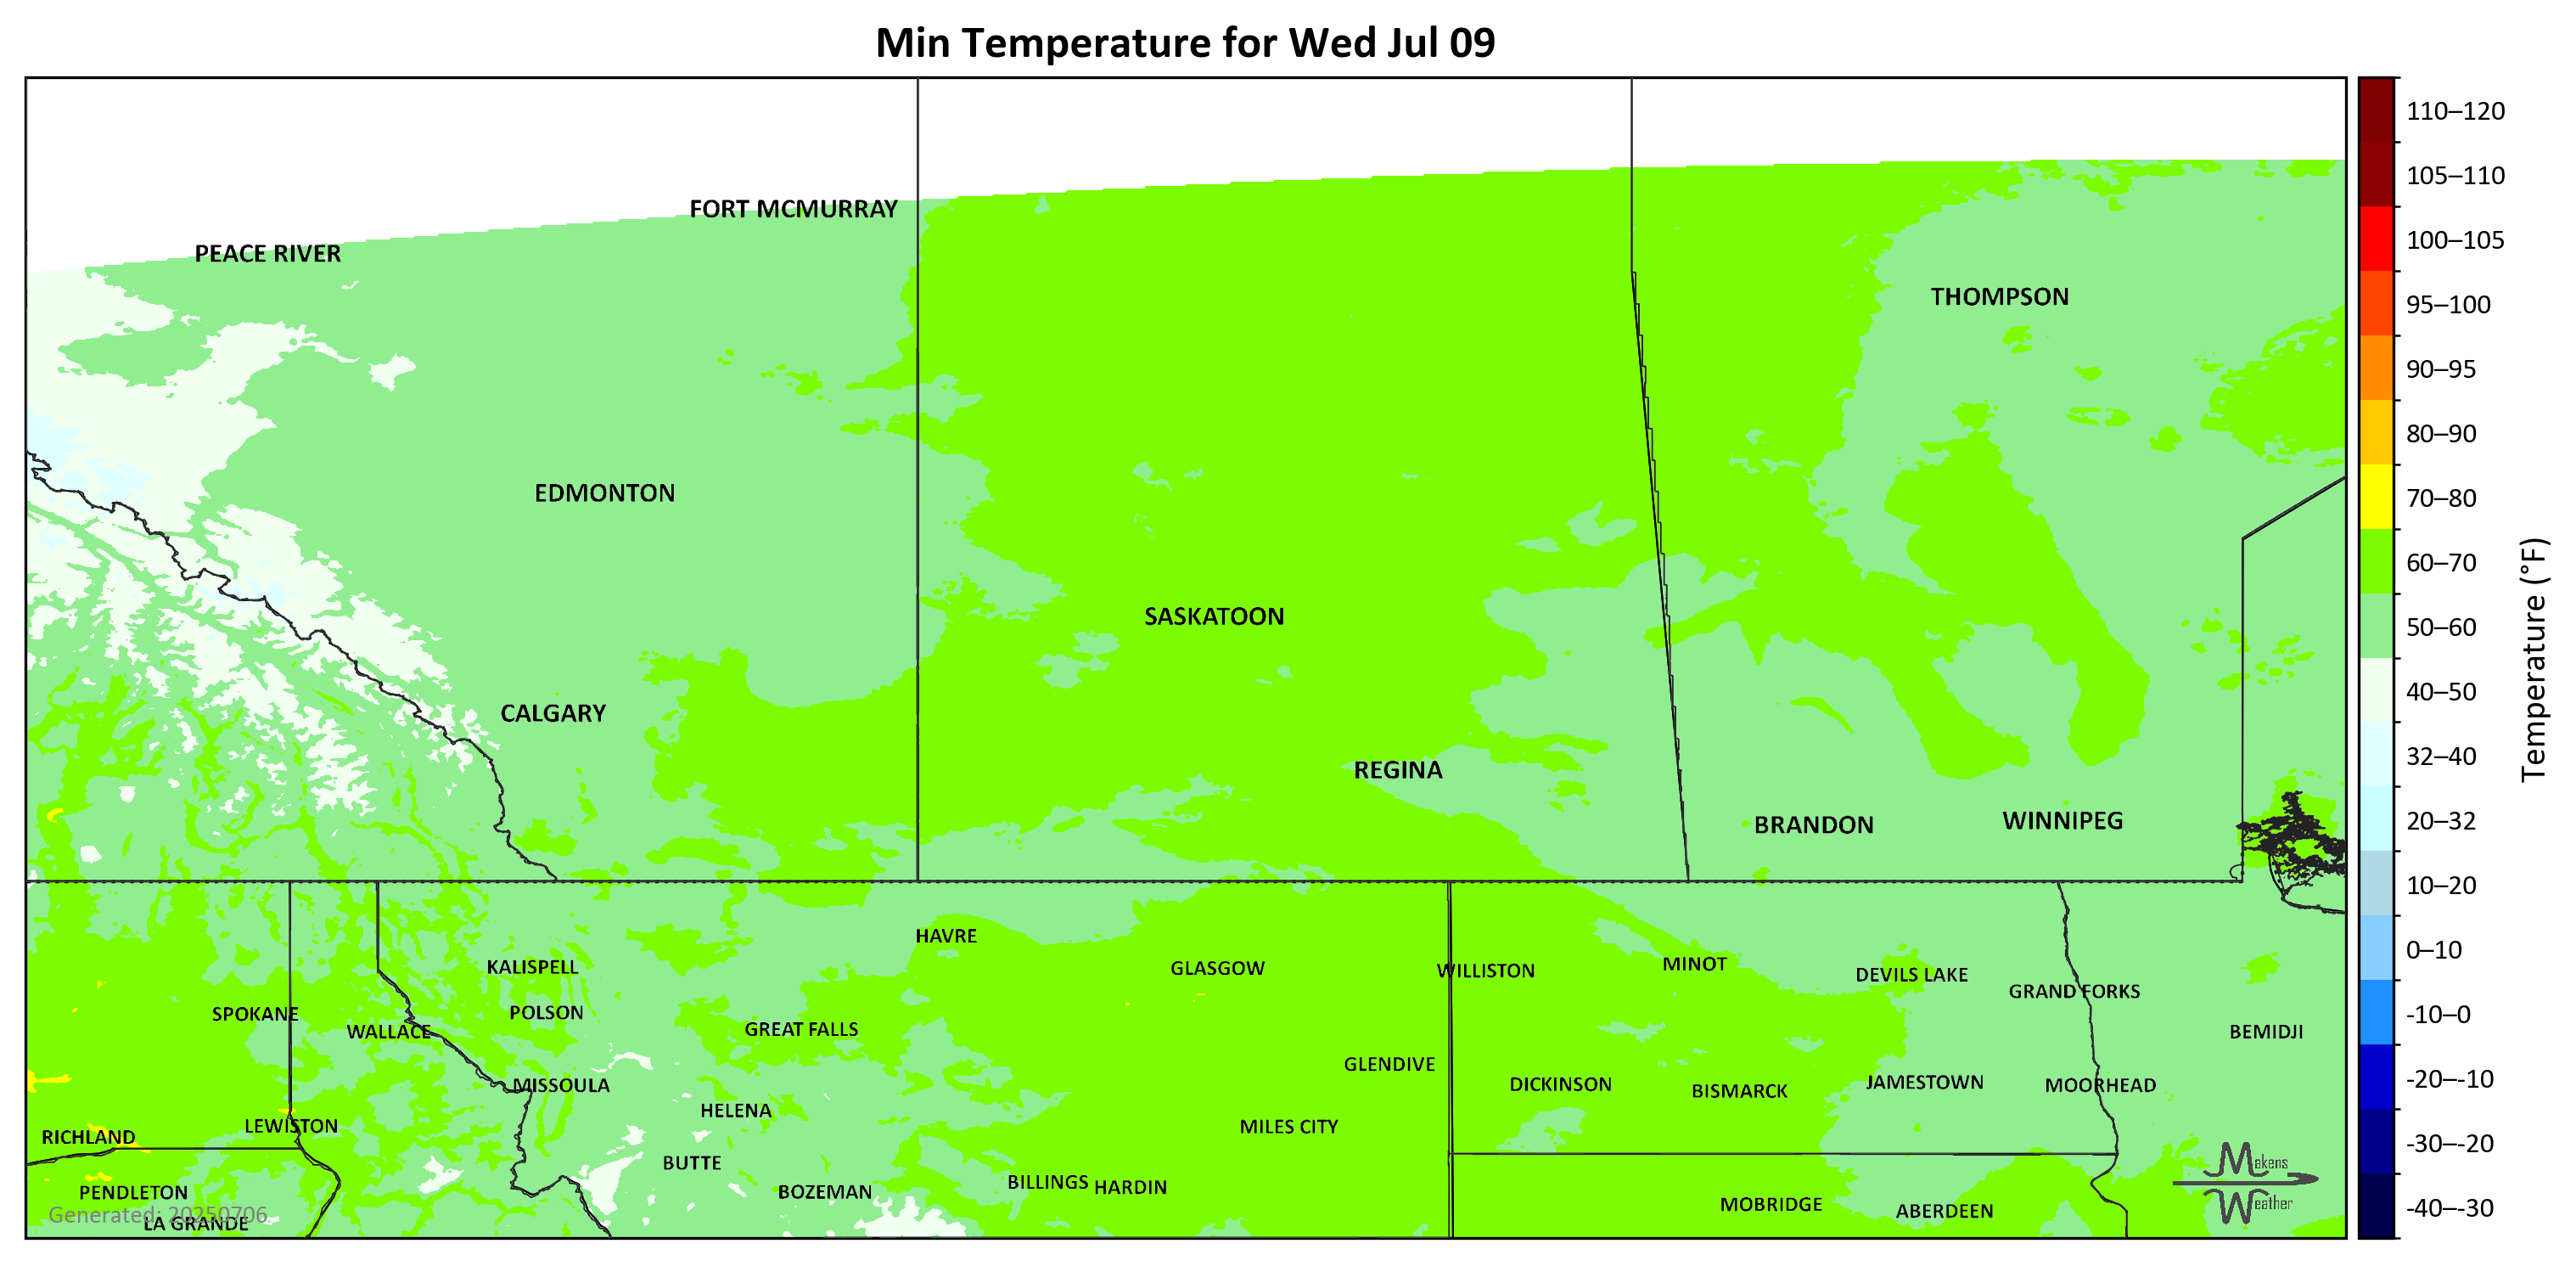 Min Temperature for Wed Jul 09
FORT MCMURRAY
PEACE RIVER
THOMPSON
EDMONTON
SASKATOON
CALGARY
REGINA
BRANDON
WINNIPEG
HAVRE
KALISPELL
GLASGOW
WILLISTON
MINOT
DEVILS LAKE
GRAND FORKS
SPOKANE
POLSON
WALLACE
GREAT FALLS
BEMIDJI
GLENDIVE
MISSOULA
DICKINSON
BISMARCK
JAMESTOWN
MOORHEAD
HELENA
LEWISTON
MILES CITY
RICHLAND
BUTTE
BOZEMAN
BILLINGS
HARDIN
PENDLETON
MOBRIDGE
ABERDEEN
LA GRANDE
Generated: 20250706
Makens
Weather
110–120
105–110
100–105
95–100
90–95
80–90
70–80
60–70
50–60
40–50
32–40
20–32
10–20
0–10
-10–0
-20–-10
-30–-20
-40–-30
Temperature (°F)